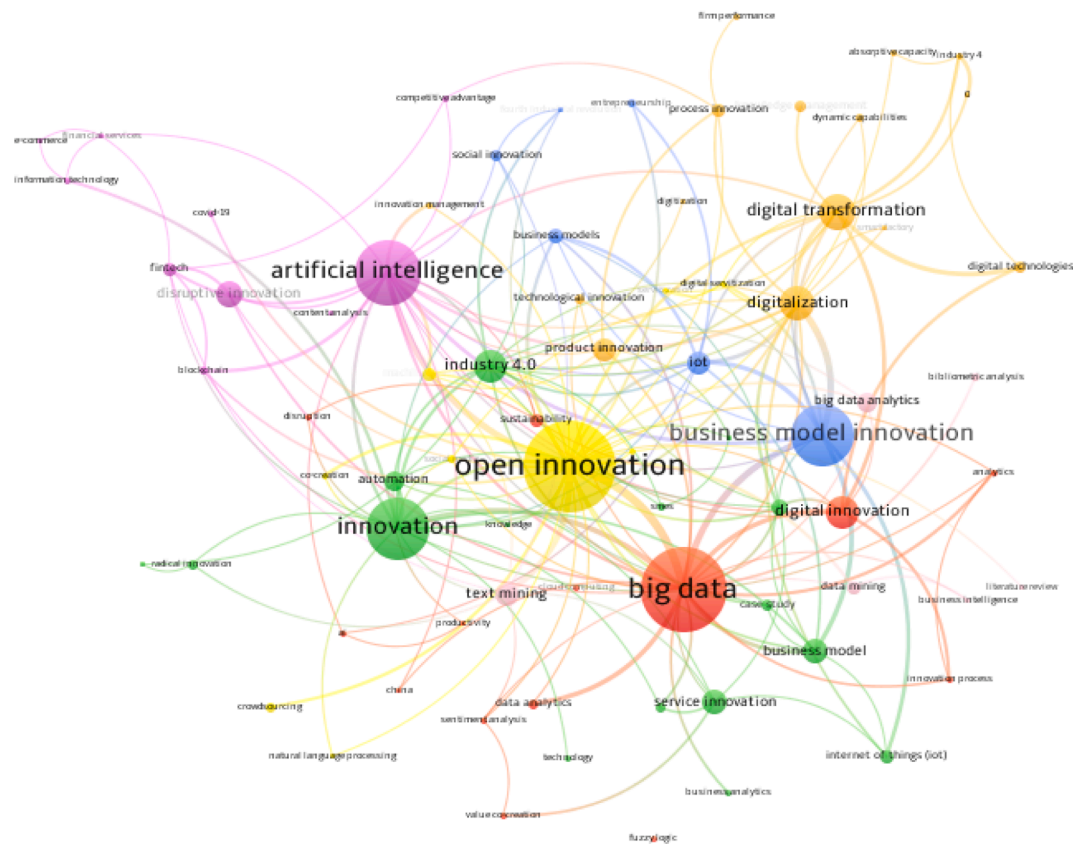 firm performance
absorptive capacity
industry 4
competitive advantage
entrepreneurship
process innovation
dynamic capabilities
financial services
e-commerce
social innovation
information technology
innovation management
digitization
covid-19
digital transformation
smart factory
business models
fintech
artificial intelligence
digital technologies
disruptive innovation
digital servitization
technological innovation
digitalization
content analysis
product innovation
industry 4.0
iot
blockchain
bibliometric analysis
big data analytics
disruption
sustainability
business model innovation
open innovation
analytics
co-creation
automation
smes
digital innovation
innovation
knowledge
radical innovation
big data
text mining
cloud computing
data mining
literature review
business intelligence
case study
productivity
business model
innovation process
china
data analytics
service innovation
crowdsourcing
sentiment analysis
natural language processing
technology
internet of things (iot)
business analytics
value co-creation
fuzzy logic